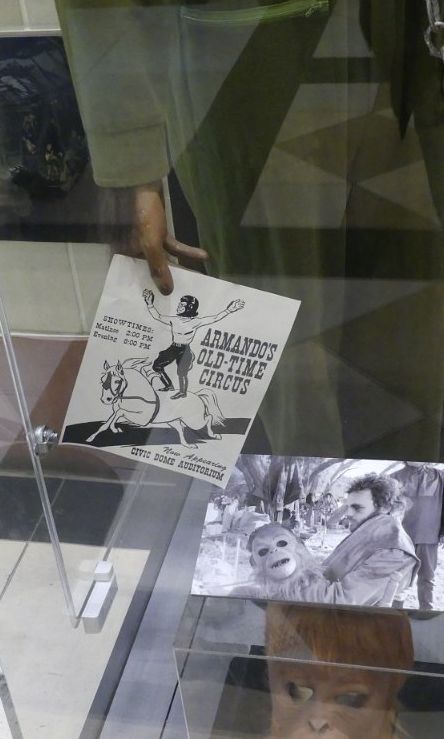 SHOWTIMES:
Matinee 2:00 PM
Evening 8:00 PM
ARMANDO'S
OLD-TIME
CIRCUS
Now Appearing
CIVIC DOME AUDITORIUM